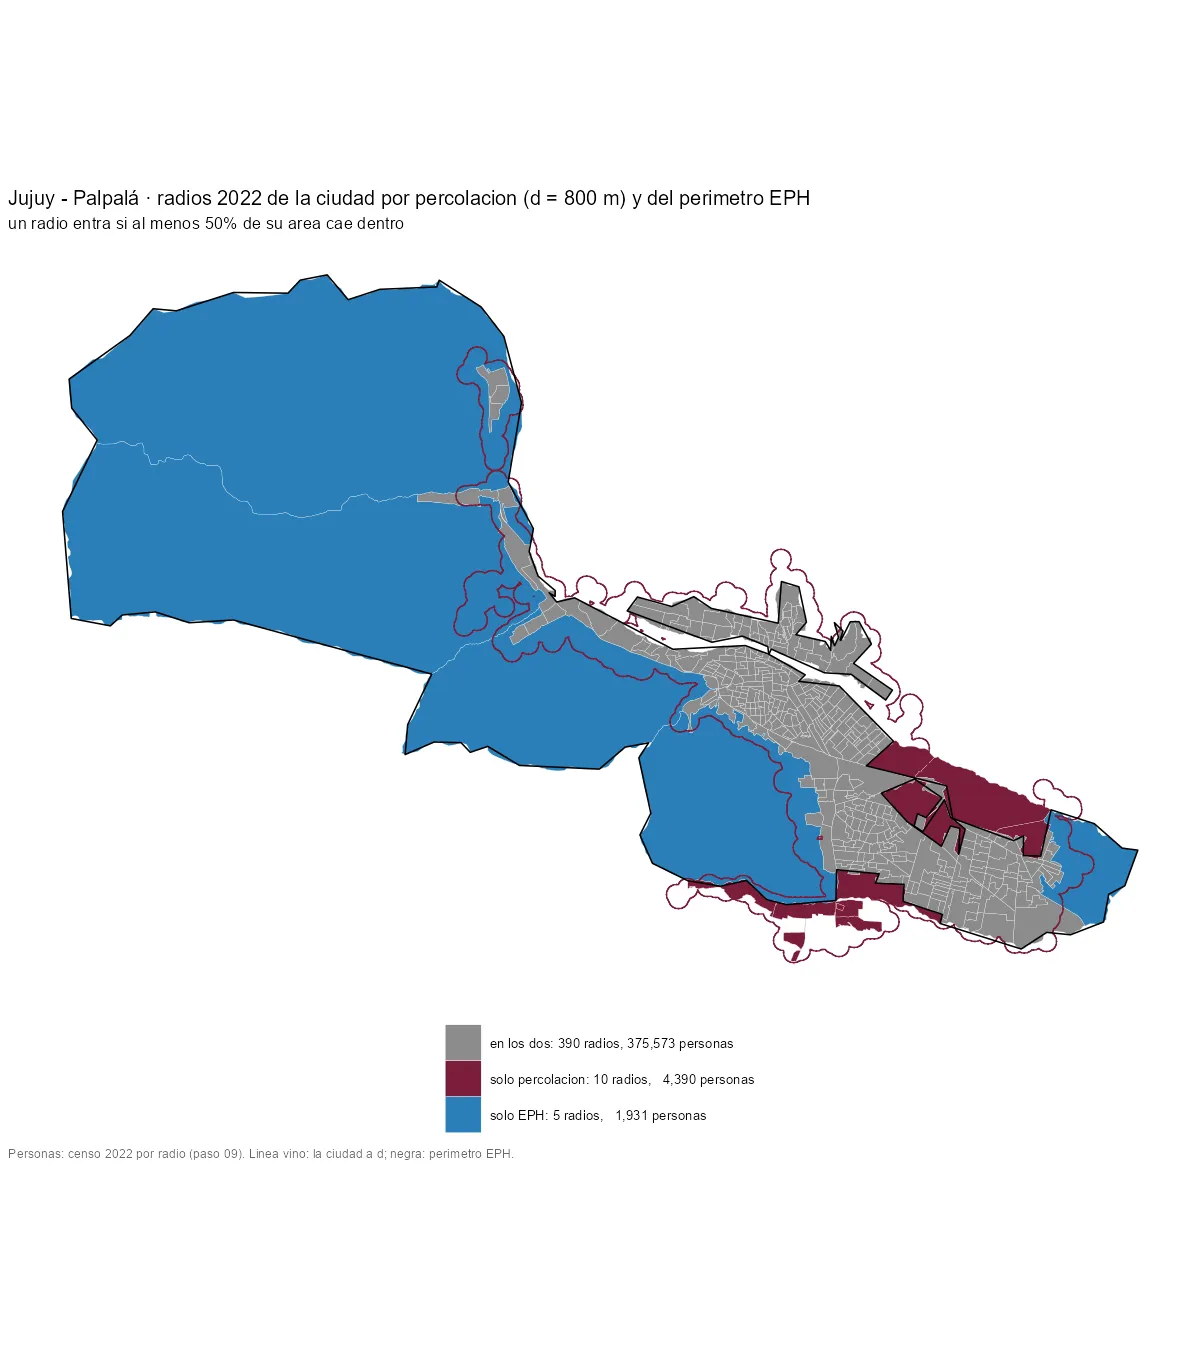 Jujuy - Palpalá · radios 2022 de la ciudad por percolacion (d = 800 m) y del perimetro EPH
un radio entra si al menos 50% de su area cae dentro
en los dos: 390 radios, 375,573 personas
solo percolacion: 10 radios, 4,390 personas
solo EPH: 5 radios, 1,931 personas
Personas: censo 2022 por radio (paso 09). Linea vino: la ciudad a d; negra: perimetro EPH.